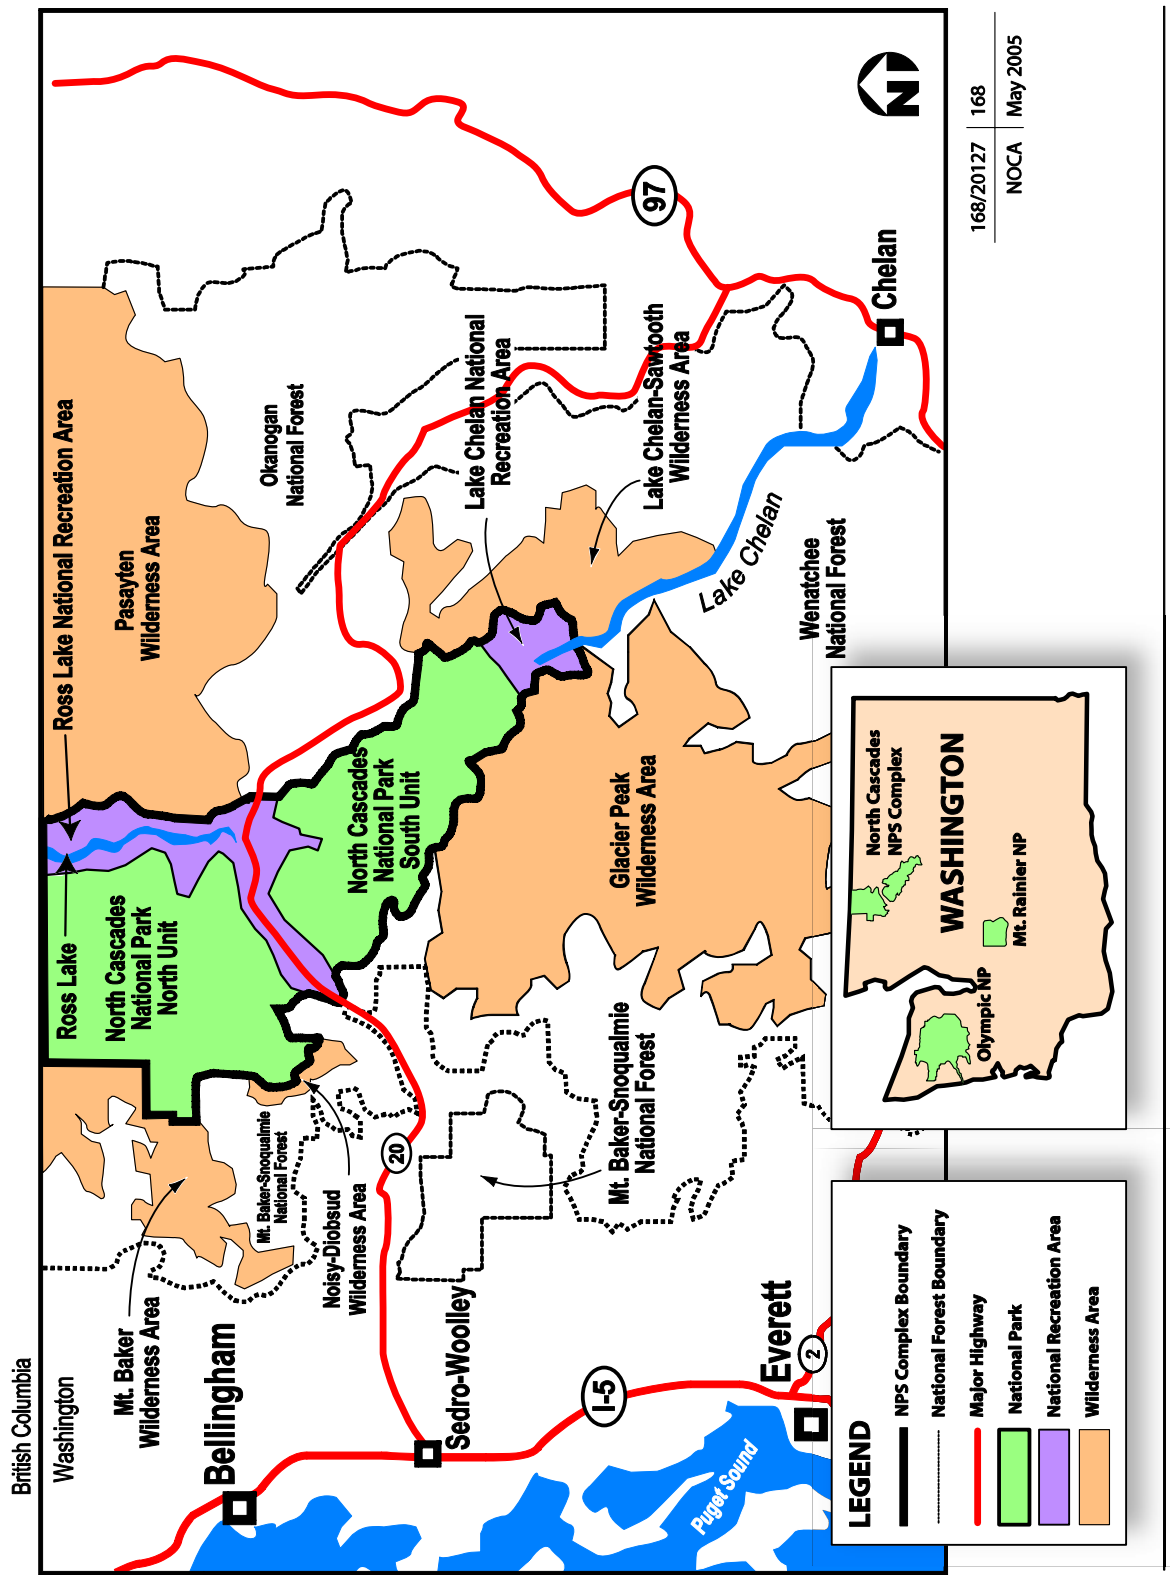 British Columbia
Washington
Ross Lake
Ross Lake National Recreation Area
Mt. Baker
Wilderness Area
North Cascades
National Park
North Unit
Pasayten
Wilderness Area
Bellingham
Mt. Baker-Snoqualmie
National Forest
Okanogan
National Forest
Noisy-Diobsud
Wilderness Area
North Cascades
National Park
South Unit
20
Sedro-Woolley
Lake Chelan National
Recreation Area
I-5
Mt. Baker-Snoqualmie
National Forest
Glacier Peak
Wilderness Area
Lake Chelan-Sawtooth
Wilderness Area
97
Puget Sound
Everett
2
Lake Chelan
Wenatchee
National Forest
Chelan
N
LEGEND
NPS Complex Boundary
National Forest Boundary
Major Highway
National Park
National Recreation Area
Wilderness Area
North Cascades
NPS Complex
WASHINGTON
Olympic NP
Mt. Rainier NP
168/20127 168
NOCA May 2005